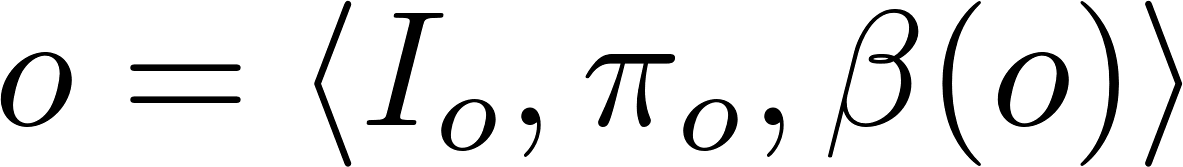 o = ⟨I_o, π_o, β(o)⟩